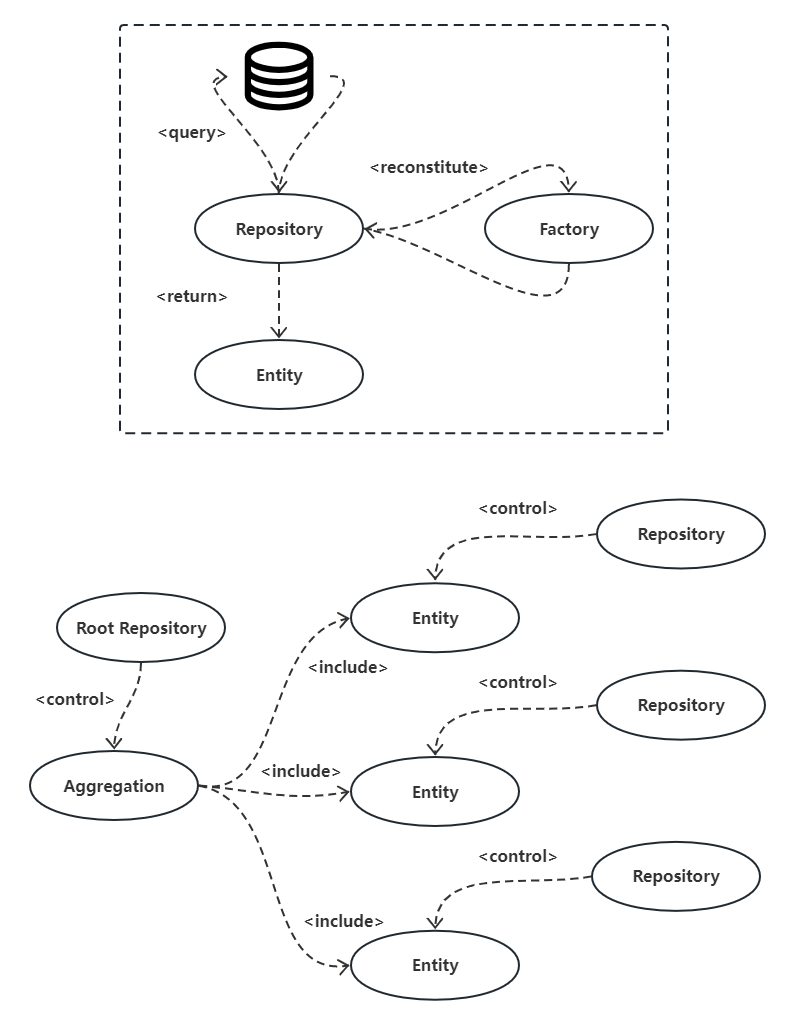 <query>
<reconstitute>
Repository
Factory
<return>
Entity
<control>
Repository
Entity
Root Repository
<include>
<control>
Repository
<control>
<include>
Aggregation
Entity
<control>
Repository
<include>
Entity